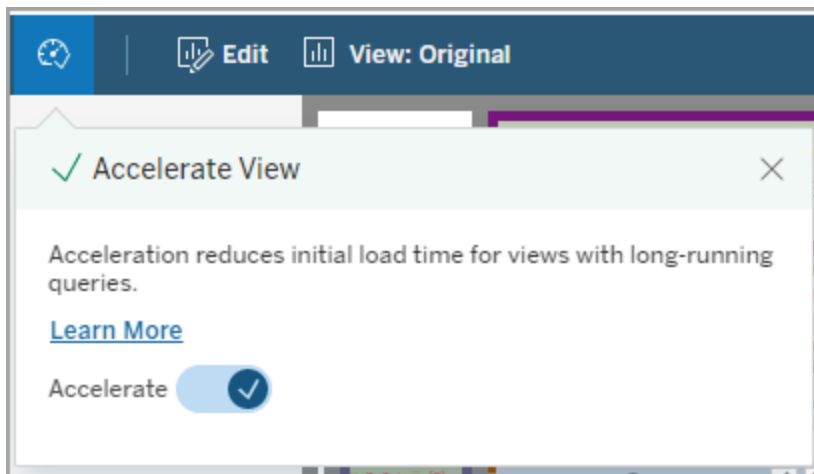 Edit
View: Original
Accelerate View
Acceleration reduces initial load time for views with long-running
queries.
Learn More
Accelerate